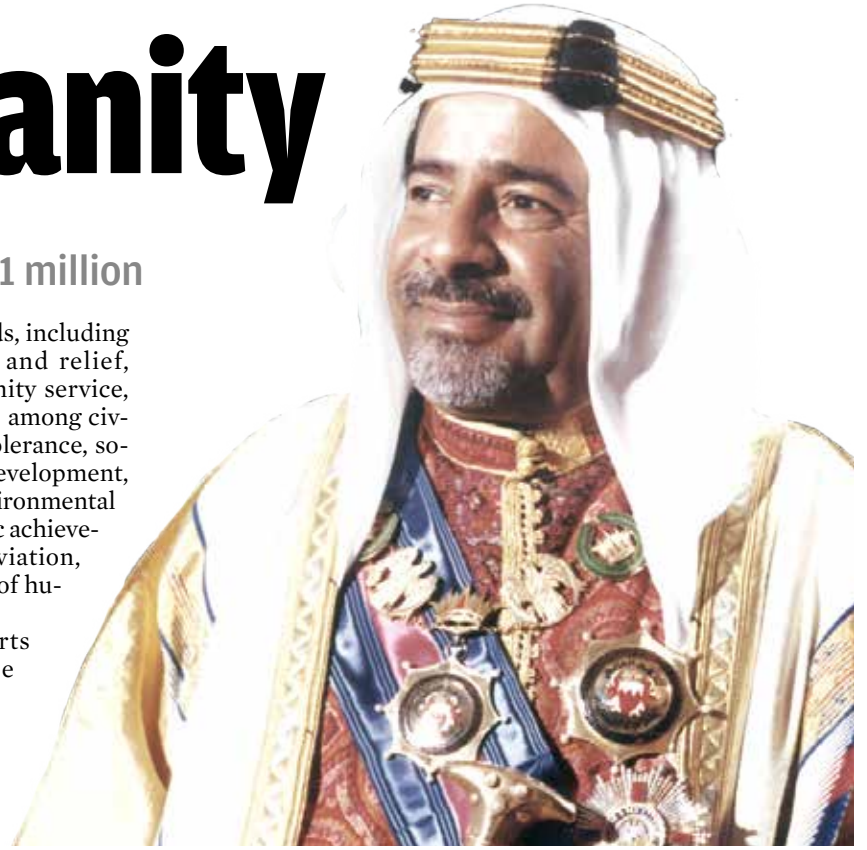 anity
1 million
ls, including
and relief,
nity service,
among civ-
olerance, so-
evelopment,
ironmental
c achieve-
viation,
of hu-
rts
e